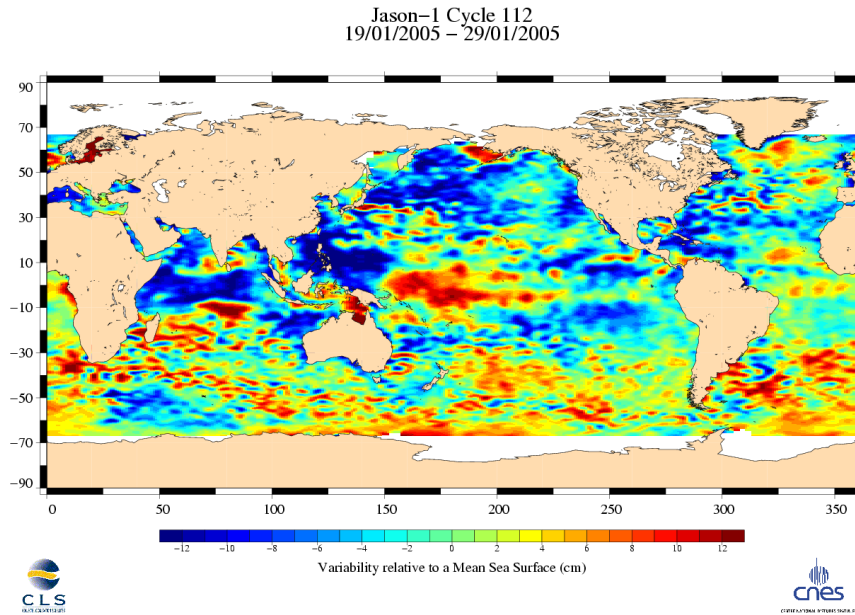 Jason-1 Cycle 112
19/01/2005 - 29/01/2005
90
70
50
30
10
-10
-30
-50
-70
-90
0 50 100 150 200 250 300 350
-12 -10 -8 -6 -4 -2 0 2 4 6 8 10 12
Variability relative to a Mean Sea Surface (cm)
CLS
cnes